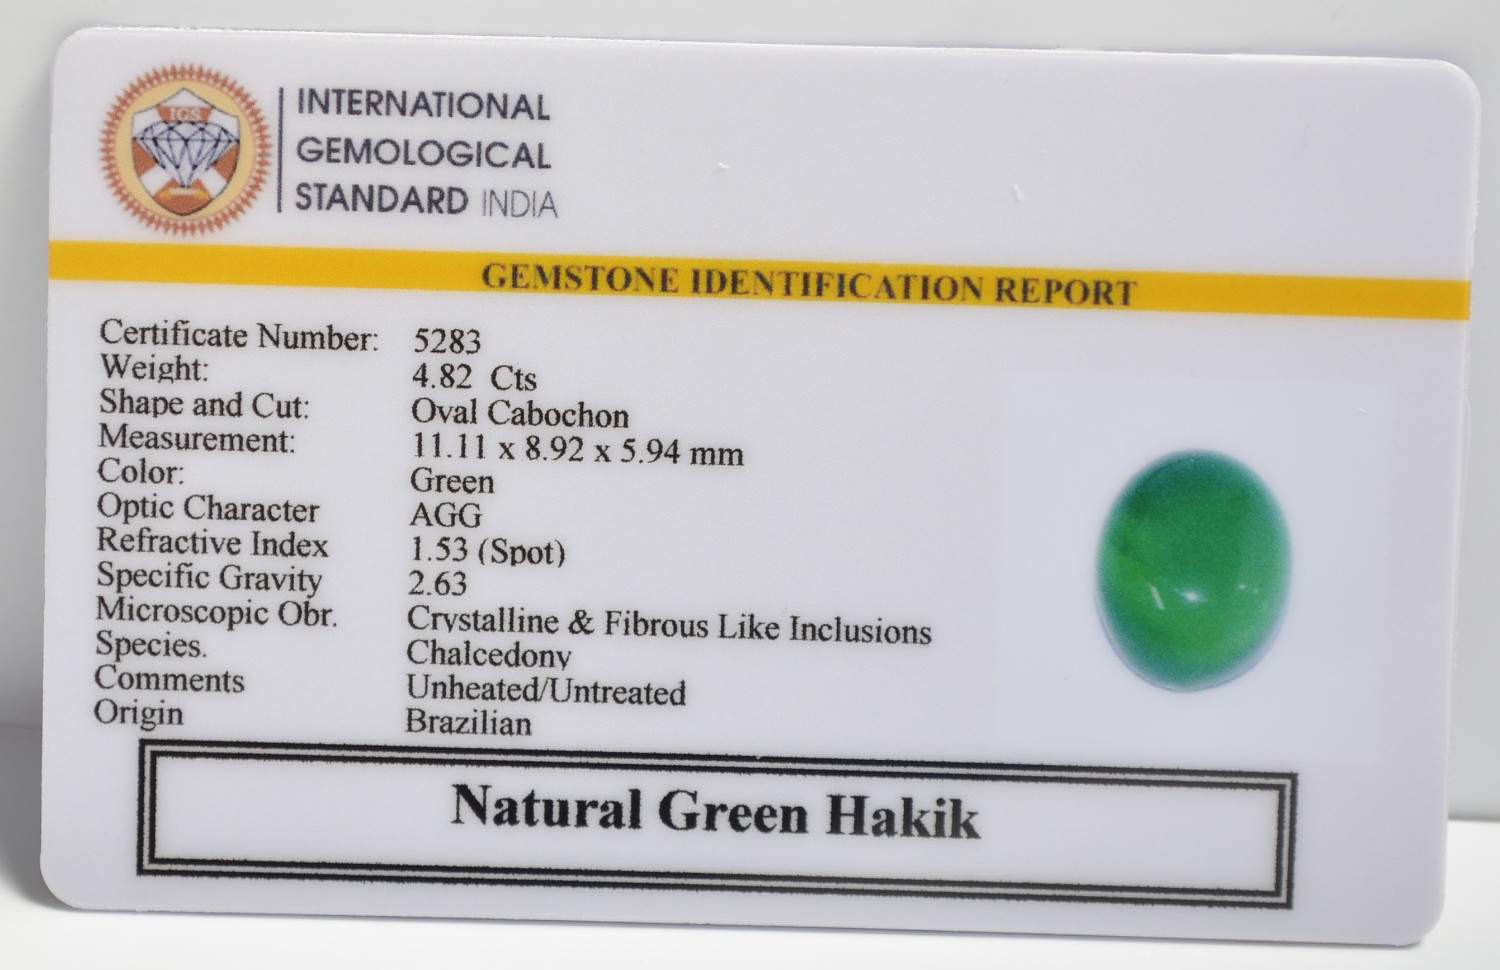 IGS
INTERNATIONAL
GEMOLOGICAL
STANDARD INDIA
GEMSTONE IDENTIFICATION REPORT
Certificate Number: 5283
Weight: 4.82 Cts
Shape and Cut: Oval Cabochon
Measurement: 11.11 x 8.92 x 5.94 mm
Color: Green
Optic Character AGG
Refractive Index 1.53 (Spot)
Specific Gravity 2.63
Microscopic Obr. Crystalline & Fibrous Like Inclusions
Species. Chalcedony
Comments Unheated/Untreated
Origin Brazilian
Natural Green Hakik